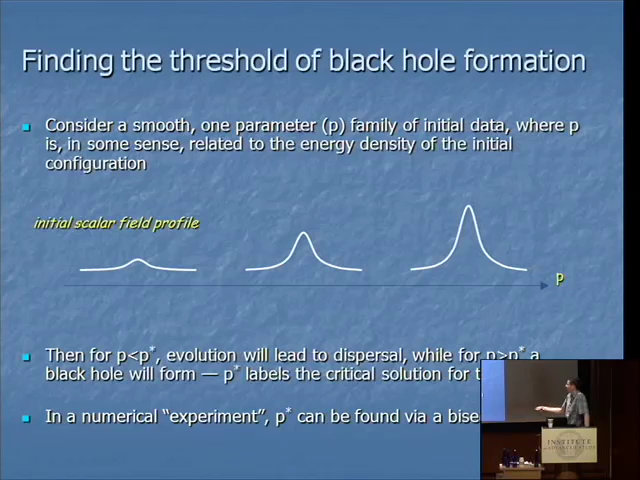 Finding the threshold of black hole formation
Consider a smooth, one parameter (p) family of initial data, where p
is, in some sense, related to the energy density of the initial
configuration
initial scalar field profile
p
Then for p<p*, evolution will lead to dispersal, while for p>p* a
black hole will form — p* labels the critical solution for
In a numerical “experiment”, p* can be found via a
INSTITUTE